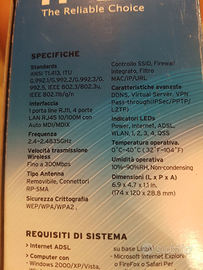 The Reliable Choice
SPECIFICHE
Standards
ANSI T1.413, ITU
G.992.1/G.992.2/G.992.3/G.
992.5, IEEE 802.3/802.3u,
IEEE 802.11b/g/n
Interfaccia
1 porta line RJ11, 4 porte
LAN RJ45 10/100M con
Auto MDI/MDIX
Frequenza
2.4-2.4835GHz
Velocità trasmissione
Wireless
Fino a 300Mbps
Tipo Antenna
Removibile, Connettori
RP-SMA
Sicurezza Crittografia
WEP/WPA/WPA2
Controllo SSID, Firewall
integrato, Filtro
MAC/IP/URL
Caratteristiche avanzate
DDNS, Virtual Server, VPN
Pass-through(IPSec/PPTP/
L2TP)
Indicatori LEDs
Power, Internet, ADSL,
WLAN, 1, 2, 3, QSS
Temperatura operativa
0°C~40°C (32°F~104°F)
Umidità operativa
10%~90%RH, Noncondensing
Dimensioni (L x P x A)
6.9 x 4.7 x 1.1 in.
(174 x 120 x 28.8 mm)
REQUISITI DI SISTEMA
Internet ADSL
Computer con
Windows 2000/XP/Vista,
su base Linux
Microsoft Internet Explorer
o FireFox o Safari Per